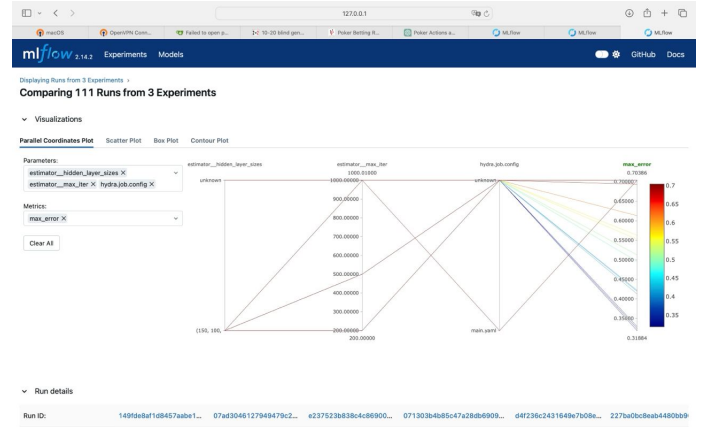 127.0.0.1
macOS
OpenVPN Conn...
Failed to open p...
10-20 blind gen...
Poker Betting R...
Poker Actions a...
MLflow
MLflow
MLflow
mlflow 2.14.2 Experiments Models GitHub Docs
Displaying Runs from 3 Experiments ›
Comparing 111 Runs from 3 Experiments
Visualizations
Parallel Coordinates Plot Scatter Plot Box Plot Contour Plot
Parameters:
estimator__hidden_layer_sizes ×
estimator__max_iter × hydra.job.config ×
Metrics:
max_error ×
Clear All
estimator__hidden_layer_sizes
unknown
(150, 100,
estimator__max_iter
1000.01000
1000.00000
900.00000
800.00000
700.00000
600.00000
500.00000
400.00000
300.00000
200.00000
200.00000
hydra.job.config
unknown
main.yaml
max_error
0.70386
0.70000
0.65000
0.60000
0.55000
0.50000
0.45000
0.40000
0.35000
0.31884
0.7
0.65
0.6
0.55
0.5
0.45
0.4
0.35
Run details
Run ID: 149fde8af1d8457aabe1... 07ad3046127949479c2... e237523b838c4c86900... 071303b4b85c47a28db6909... d4f236c2431649e7b08e... 227ba0bc8eab4480bb9